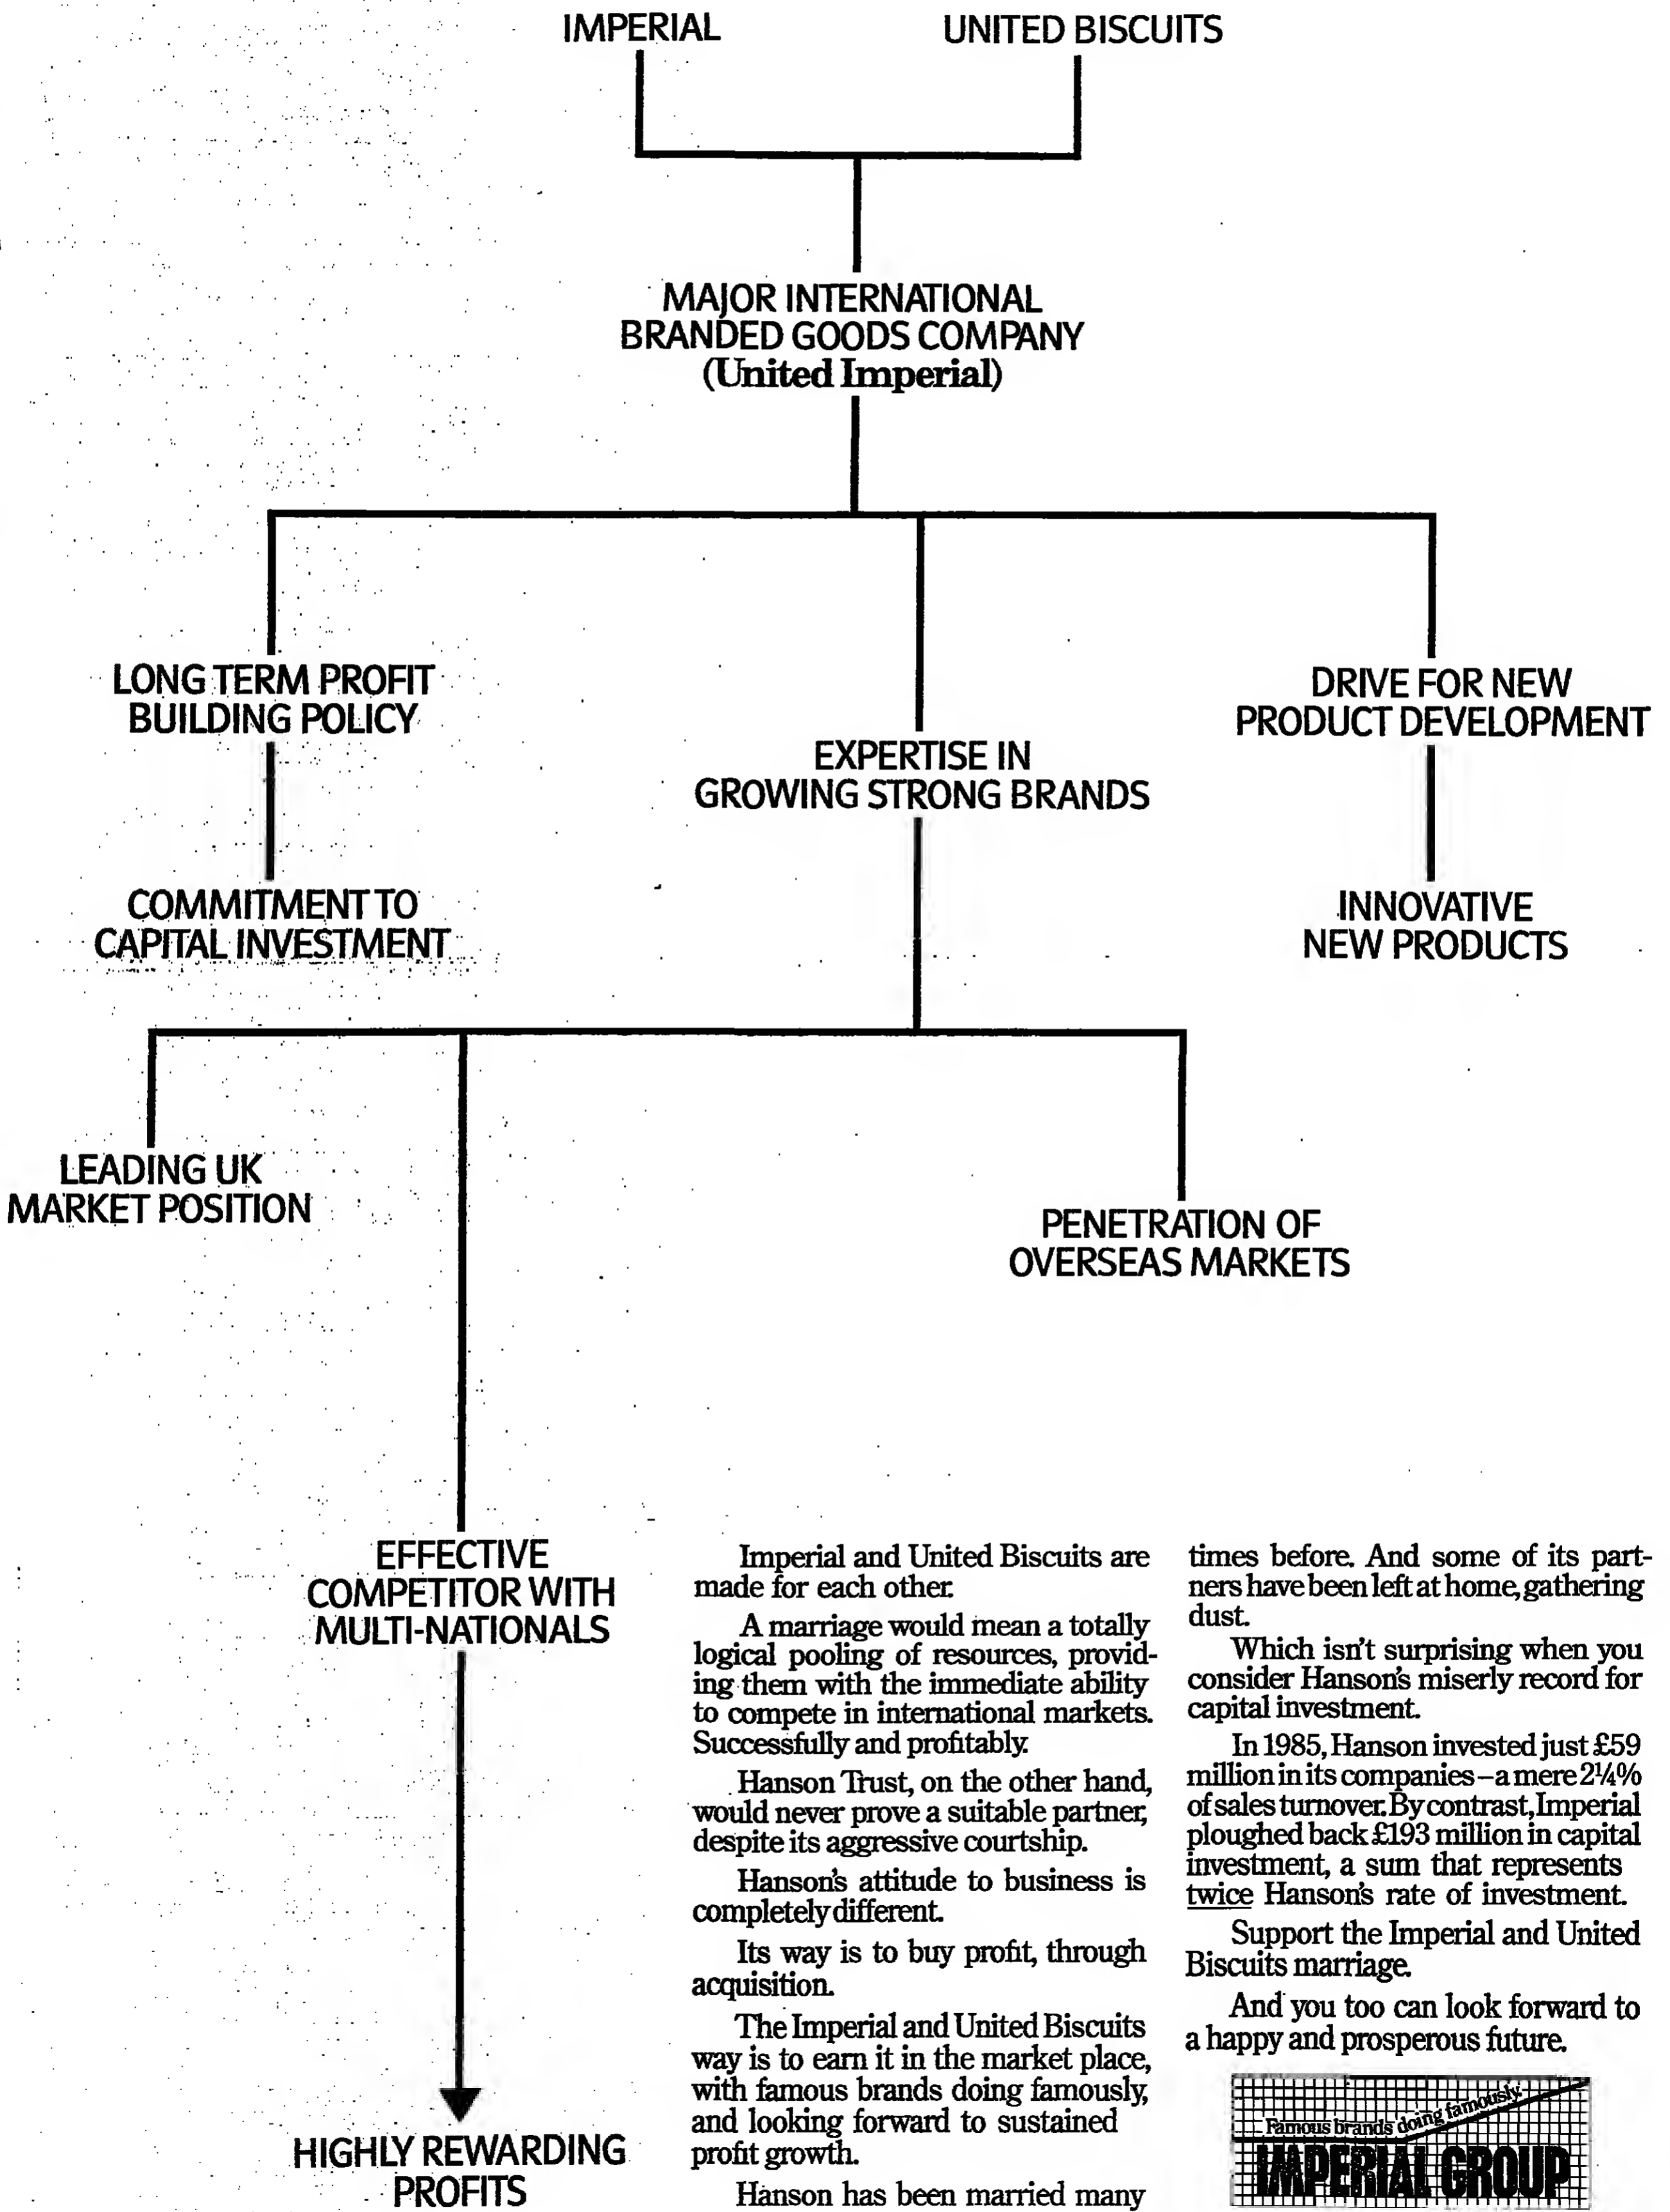 IMPERIAL
UNITED BISCUITS
MAJOR INTERNATIONAL
BRANDED GOODS COMPANY
(United Imperial)
LONG TERM PROFIT
BUILDING POLICY
EXPERTISE IN
GROWING STRONG BRANDS
DRIVE FOR NEW
PRODUCT DEVELOPMENT
COMMITMENT TO
CAPITAL INVESTMENT
INNOVATIVE
NEW PRODUCTS
LEADING UK
MARKET POSITION
PENETRATION OF
OVERSEAS MARKETS
EFFECTIVE
COMPETITOR WITH
MULTI-NATIONALS
HIGHLY REWARDING
PROFITS
Imperial and United Biscuits are
made for each other.
A marriage would mean a totally
logical pooling of resources, provid-
ing them with the immediate ability
to compete in international markets.
Successfully and profitably.
Hanson Trust, on the other hand,
would never prove a suitable partner,
despite its aggressive courtship.
Hanson's attitude to business is
completely different.
Its way is to buy profit, through
acquisition.
The Imperial and United Biscuits
way is to earn it in the market place,
with famous brands doing famously,
and looking forward to sustained
profit growth.
Hanson has been married many
times before. And some of its part-
ners have been left at home, gathering
dust.
Which isn't surprising when you
consider Hanson's miserly record for
capital investment.
In 1985, Hanson invested just £59
million in its companies – a mere 2¼%
of sales turnover. By contrast, Imperial
ploughed back £193 million in capital
investment, a sum that represents
twice Hanson's rate of investment.
Support the Imperial and United
Biscuits marriage.
And you too can look forward to
a happy and prosperous future.
Famous brands doing famously.
IMPERIAL GROUP